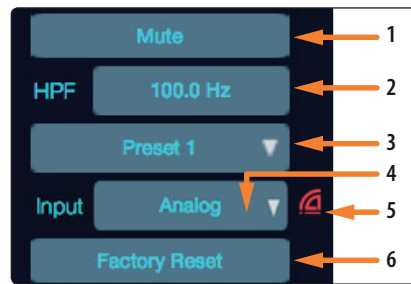 Mute 1
HPF 100.0 Hz 2
Preset 1 3
4
Input Analog 5
Factory Reset 6